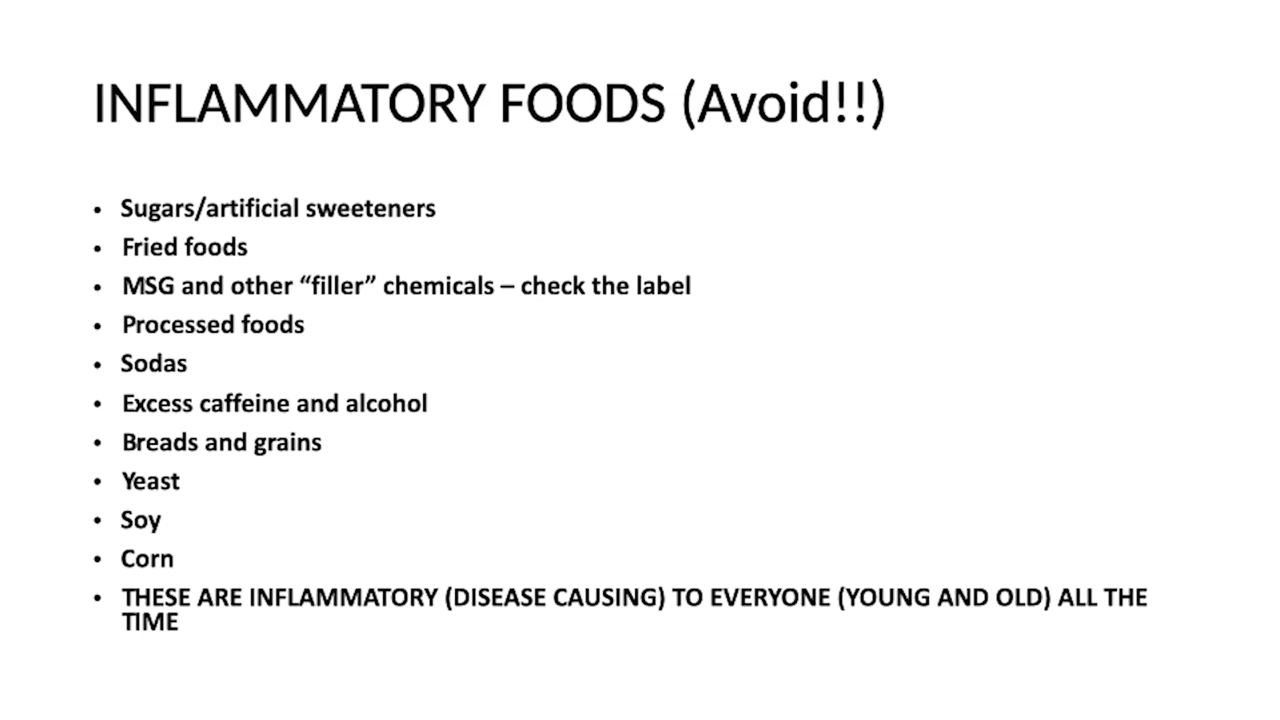 INFLAMMATORY FOODS (Avoid!!)
• Sugars/artificial sweeteners
• Fried foods
• MSG and other “filler” chemicals – check the label
• Processed foods
• Sodas
• Excess caffeine and alcohol
• Breads and grains
• Yeast
• Soy
• Corn
• THESE ARE INFLAMMATORY (DISEASE CAUSING) TO EVERYONE (YOUNG AND OLD) ALL THE
TIME